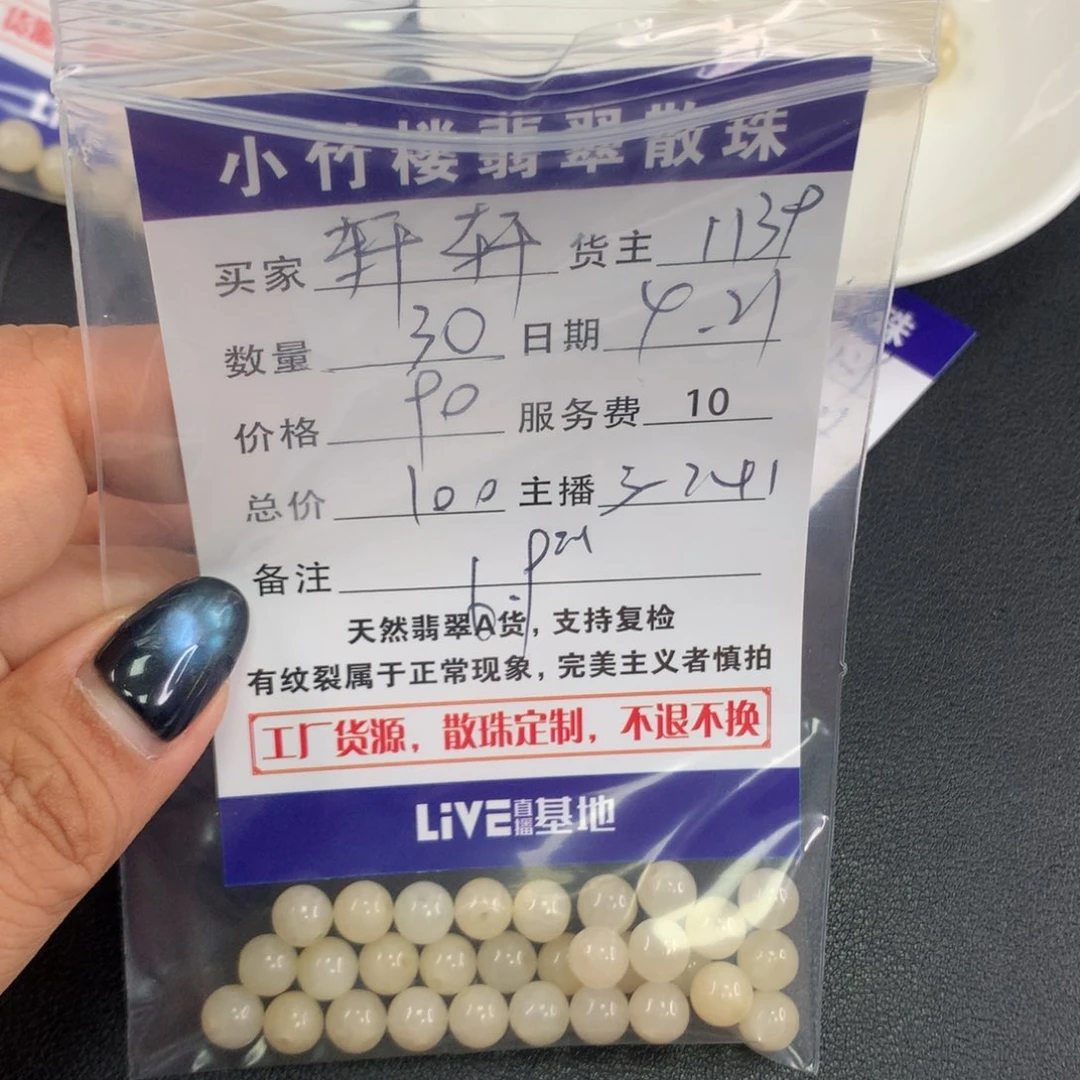 小竹楼翡翠散珠
买家 轩轩 货主 1139
数量 30 日期 4.21
价格 90 服务费 10
总价 100 主播 3-241
备注
天然翡翠A货，支持复检
有纹裂属于正常现象，完美主义者慎拍
工厂货源，散珠定制，不退不换
LiVE直播基地